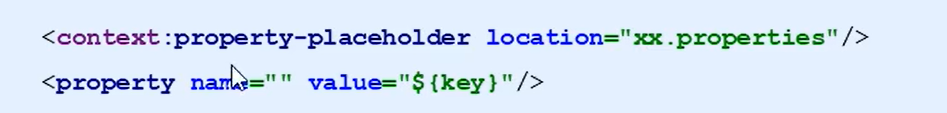 <context:property-placeholder location="xx.properties"/>
<property name="" value="${key}"/>